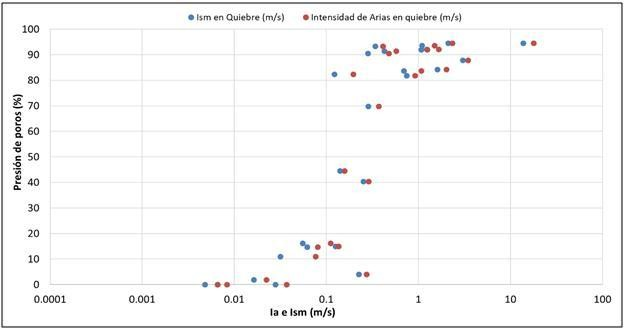 Ism en Quiebre (m/s) Intensidad de Arias en quiebre (m/s)
Presión de poros (%)
100
90
80
70
60
50
40
30
20
10
0
0.0001 0.001 0.01 0.1 1 10 100
Ia e Ism (m/s)